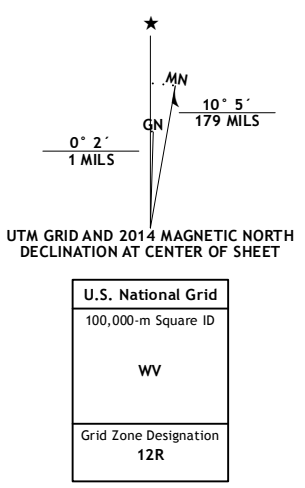 MN
GN
10° 5´
179 MILS
0° 2´
1 MILS
UTM GRID AND 2014 MAGNETIC NORTH
DECLINATION AT CENTER OF SHEET
U.S. National Grid
100,000-m Square ID
WV
Grid Zone Designation
12R